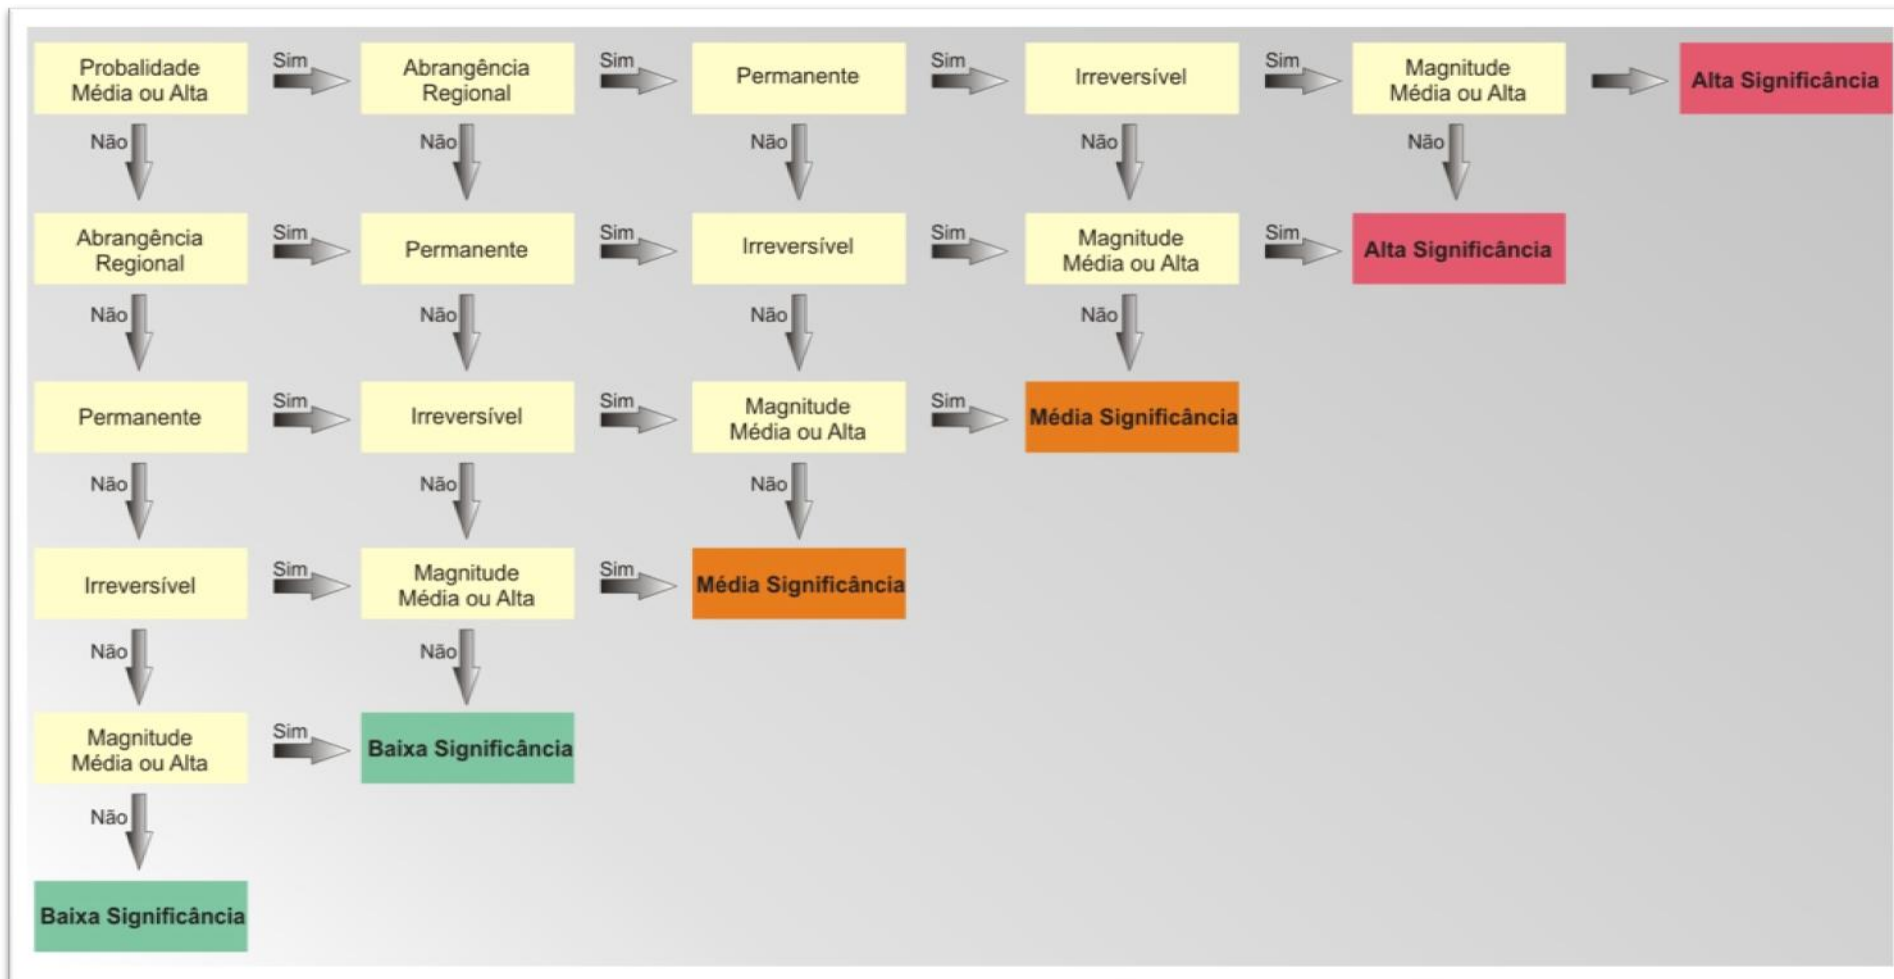 Probalidade
Média ou Alta
Sim
Abrangência
Regional
Sim
Permanente
Sim
Irreversível
Sim
Magnitude
Média ou Alta
Alta Significância
Não
Não
Não
Não
Não
Abrangência
Regional
Sim
Permanente
Sim
Irreversível
Sim
Magnitude
Média ou Alta
Sim
Alta Significância
Não
Não
Não
Não
Permanente
Sim
Irreversível
Sim
Magnitude
Média ou Alta
Sim
Média Significância
Não
Não
Não
Irreversível
Sim
Magnitude
Média ou Alta
Sim
Média Significância
Não
Não
Magnitude
Média ou Alta
Sim
Baixa Significância
Não
Baixa Significância